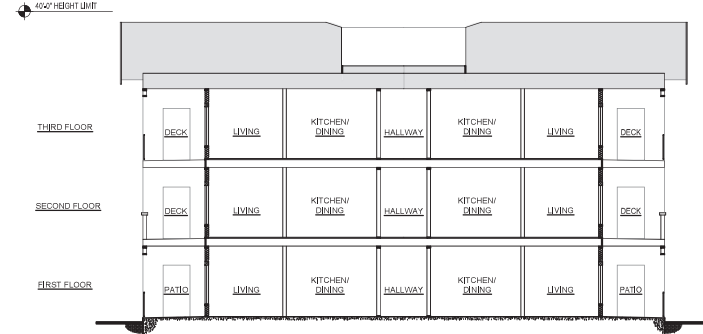 40'-0" HEIGHT LIMIT
THIRD FLOOR
DECK
LIVING
KITCHEN/
DINING
HALLWAY
KITCHEN/
DINING
LIVING
DECK
SECOND FLOOR
DECK
LIVING
KITCHEN/
DINING
HALLWAY
KITCHEN/
DINING
LIVING
DECK
FIRST FLOOR
PATIO
LIVING
KITCHEN/
DINING
HALLWAY
KITCHEN/
DINING
LIVING
PATIO